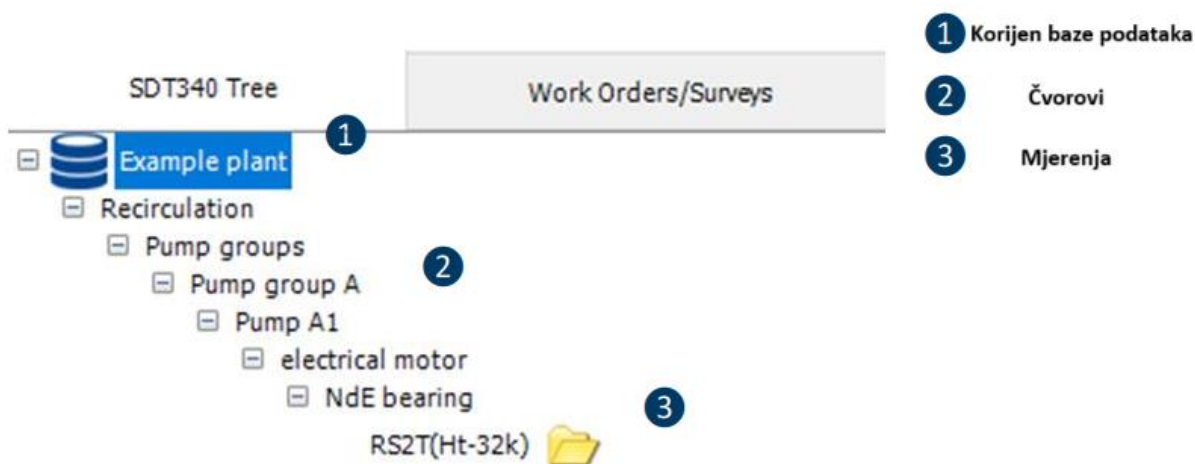 1 Korijen baze podataka
SDT340 Tree
Work Orders/Surveys
2 Čvorovi
1
3 Mjerenja
Example plant
Recirculation
Pump groups
2
Pump group A
Pump A1
electrical motor
NdE bearing
3
RS2T(Ht-32k)